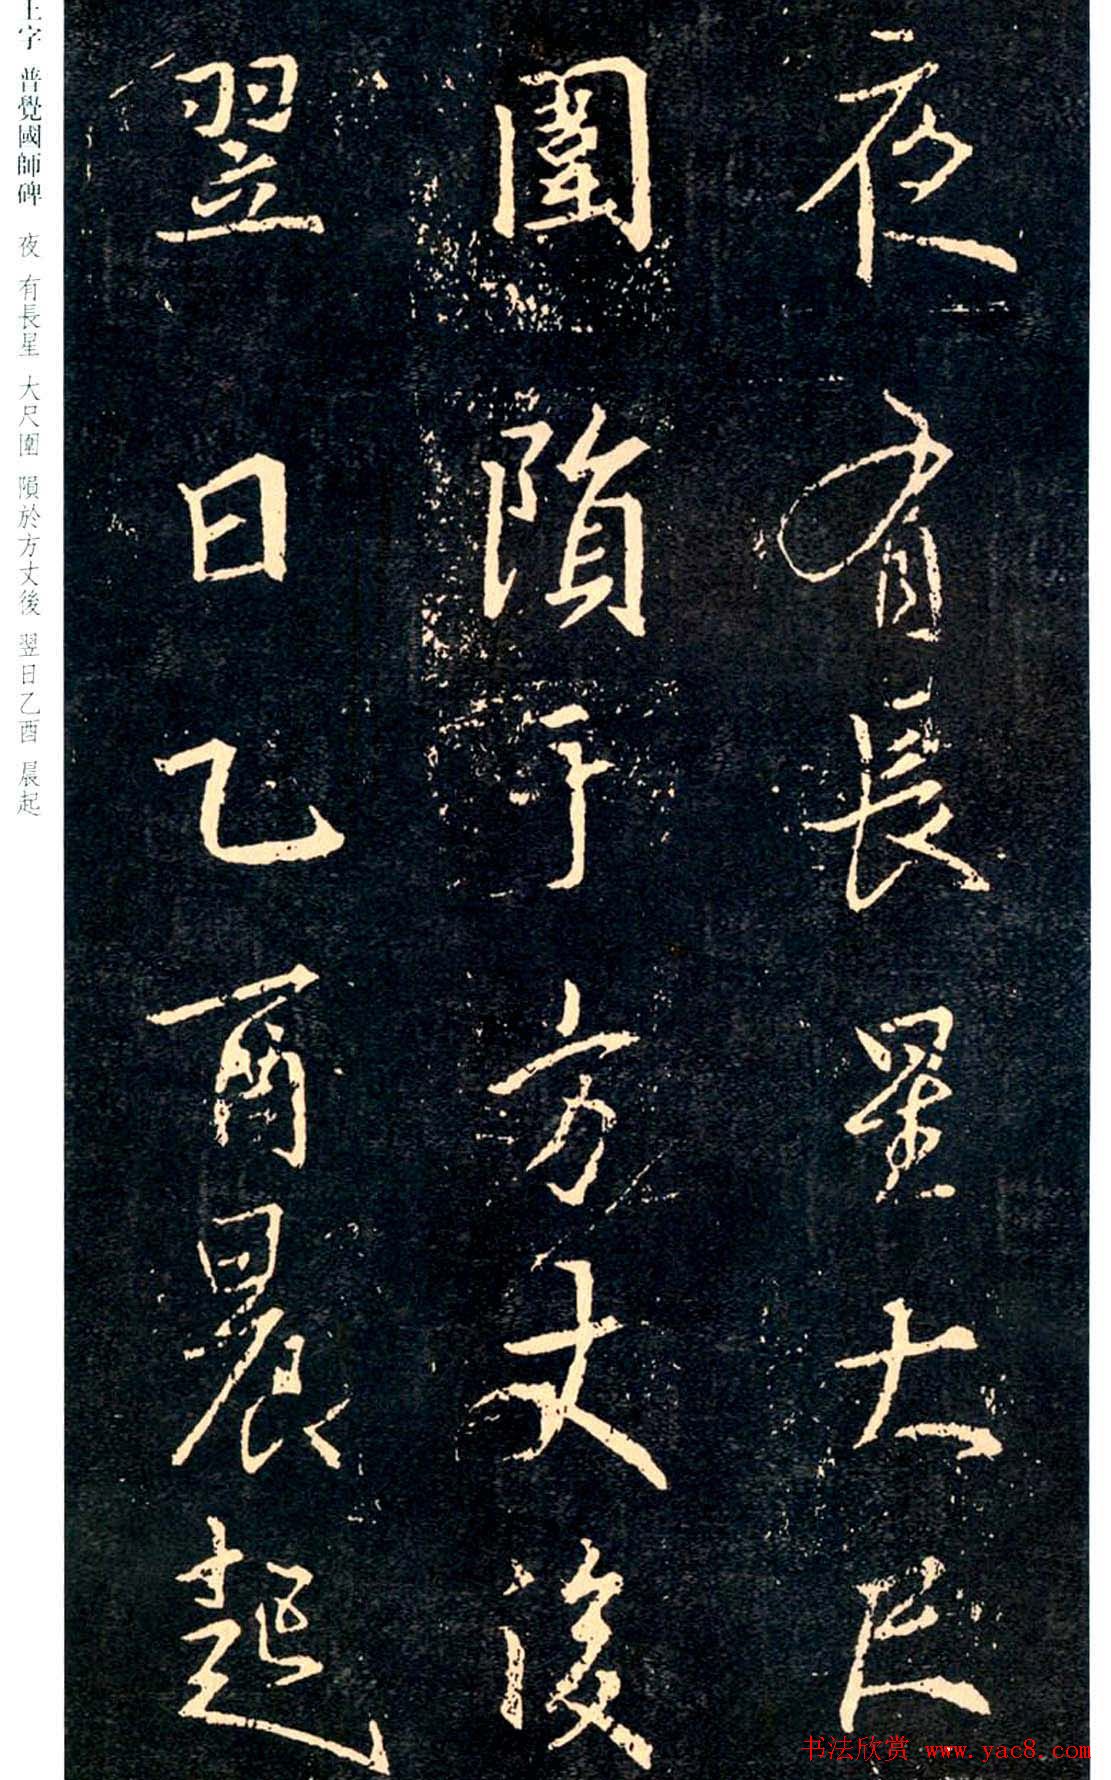 夜有長星大尺
圍隕于方丈後
翌日乙酉晨起
王字 普覺國師碑 夜 有長星 大尺圍 隕於方丈後 翌日乙酉 晨起
书法欣赏 www.yac8.com